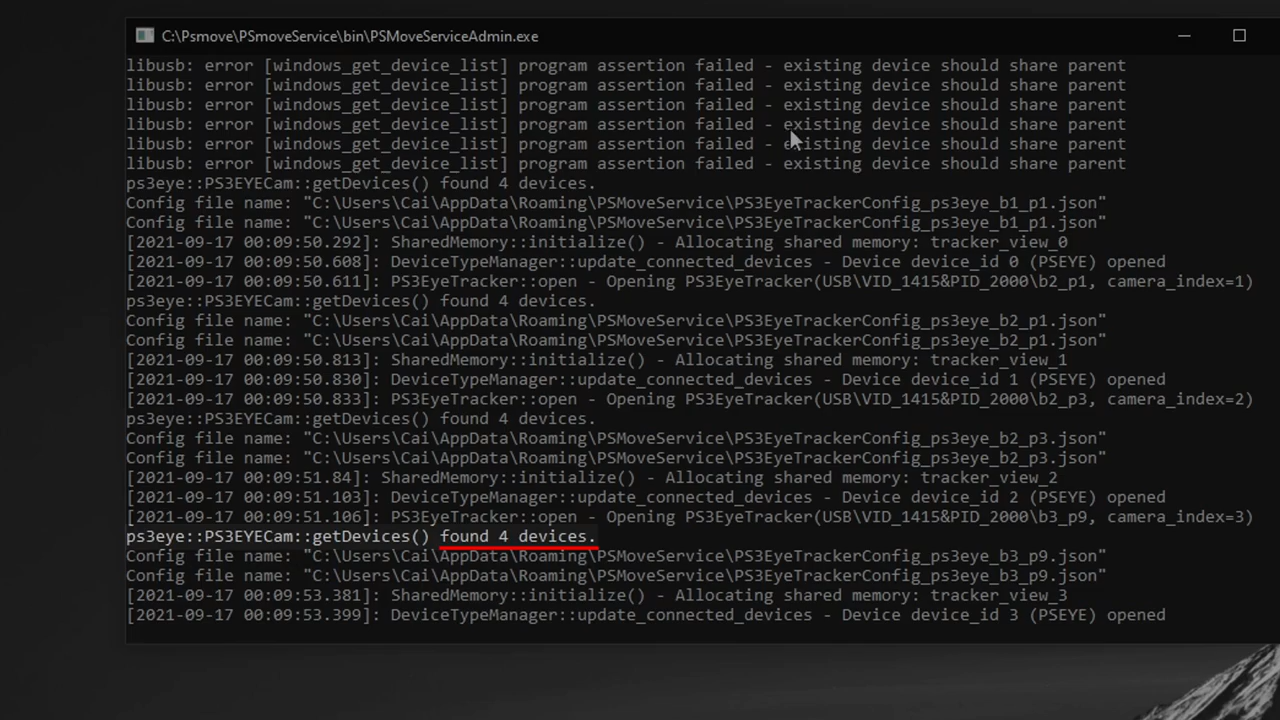 C:\Psmove\PSmoveService\bin\PSMoveServiceAdmin.exe
libusb: error [windows_get_device_list] program assertion failed - existing device should share parent
libusb: error [windows_get_device_list] program assertion failed - existing device should share parent
libusb: error [windows_get_device_list] program assertion failed - existing device should share parent
libusb: error [windows_get_device_list] program assertion failed - existing device should share parent
libusb: error [windows_get_device_list] program assertion failed - existing device should share parent
libusb: error [windows_get_device_list] program assertion failed - existing device should share parent
ps3eye::PS3EYECam::getDevices() found 4 devices.
Config file name: "C:\Users\Cai\AppData\Roaming\PSMoveService\PS3EyeTrackerConfig_ps3eye_b1_p1.json"
Config file name: "C:\Users\Cai\AppData\Roaming\PSMoveService\PS3EyeTrackerConfig_ps3eye_b1_p1.json"
[2021-09-17 00:09:50.292]: SharedMemory::initialize() - Allocating shared memory: tracker_view_0
[2021-09-17 00:09:50.608]: DeviceTypeManager::update_connected_devices - Device device_id 0 (PSEYE) opened
[2021-09-17 00:09:50.611]: PS3EyeTracker::open - Opening PS3EyeTracker(USB\VID_1415&PID_2000\b2_p1, camera_index=1)
ps3eye::PS3EYECam::getDevices() found 4 devices.
Config file name: "C:\Users\Cai\AppData\Roaming\PSMoveService\PS3EyeTrackerConfig_ps3eye_b2_p1.json"
Config file name: "C:\Users\Cai\AppData\Roaming\PSMoveService\PS3EyeTrackerConfig_ps3eye_b2_p1.json"
[2021-09-17 00:09:50.813]: SharedMemory::initialize() - Allocating shared memory: tracker_view_1
[2021-09-17 00:09:50.830]: DeviceTypeManager::update_connected_devices - Device device_id 1 (PSEYE) opened
[2021-09-17 00:09:50.833]: PS3EyeTracker::open - Opening PS3EyeTracker(USB\VID_1415&PID_2000\b2_p3, camera_index=2)
ps3eye::PS3EYECam::getDevices() found 4 devices.
Config file name: "C:\Users\Cai\AppData\Roaming\PSMoveService\PS3EyeTrackerConfig_ps3eye_b2_p3.json"
Config file name: "C:\Users\Cai\AppData\Roaming\PSMoveService\PS3EyeTrackerConfig_ps3eye_b2_p3.json"
[2021-09-17 00:09:51.84]: SharedMemory::initialize() - Allocating shared memory: tracker_view_2
[2021-09-17 00:09:51.103]: DeviceTypeManager::update_connected_devices - Device device_id 2 (PSEYE) opened
[2021-09-17 00:09:51.106]: PS3EyeTracker::open - Opening PS3EyeTracker(USB\VID_1415&PID_2000\b3_p9, camera_index=3)
ps3eye::PS3EYECam::getDevices() found 4 devices.
Config file name: "C:\Users\Cai\AppData\Roaming\PSMoveService\PS3EyeTrackerConfig_ps3eye_b3_p9.json"
Config file name: "C:\Users\Cai\AppData\Roaming\PSMoveService\PS3EyeTrackerConfig_ps3eye_b3_p9.json"
[2021-09-17 00:09:53.381]: SharedMemory::initialize() - Allocating shared memory: tracker_view_3
[2021-09-17 00:09:53.399]: DeviceTypeManager::update_connected_devices - Device device_id 3 (PSEYE) opened